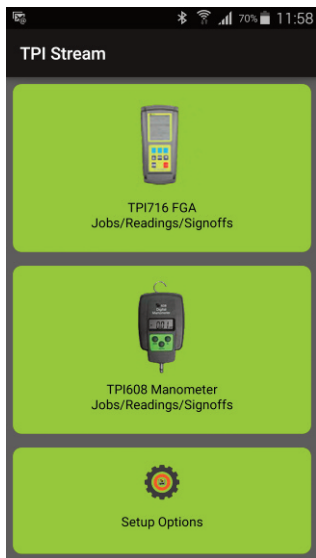 70% 11:58
TPI Stream
TPI716 FGA
Jobs/Readings/Signoffs
TPI608 Manometer
Jobs/Readings/Signoffs
Setup Options